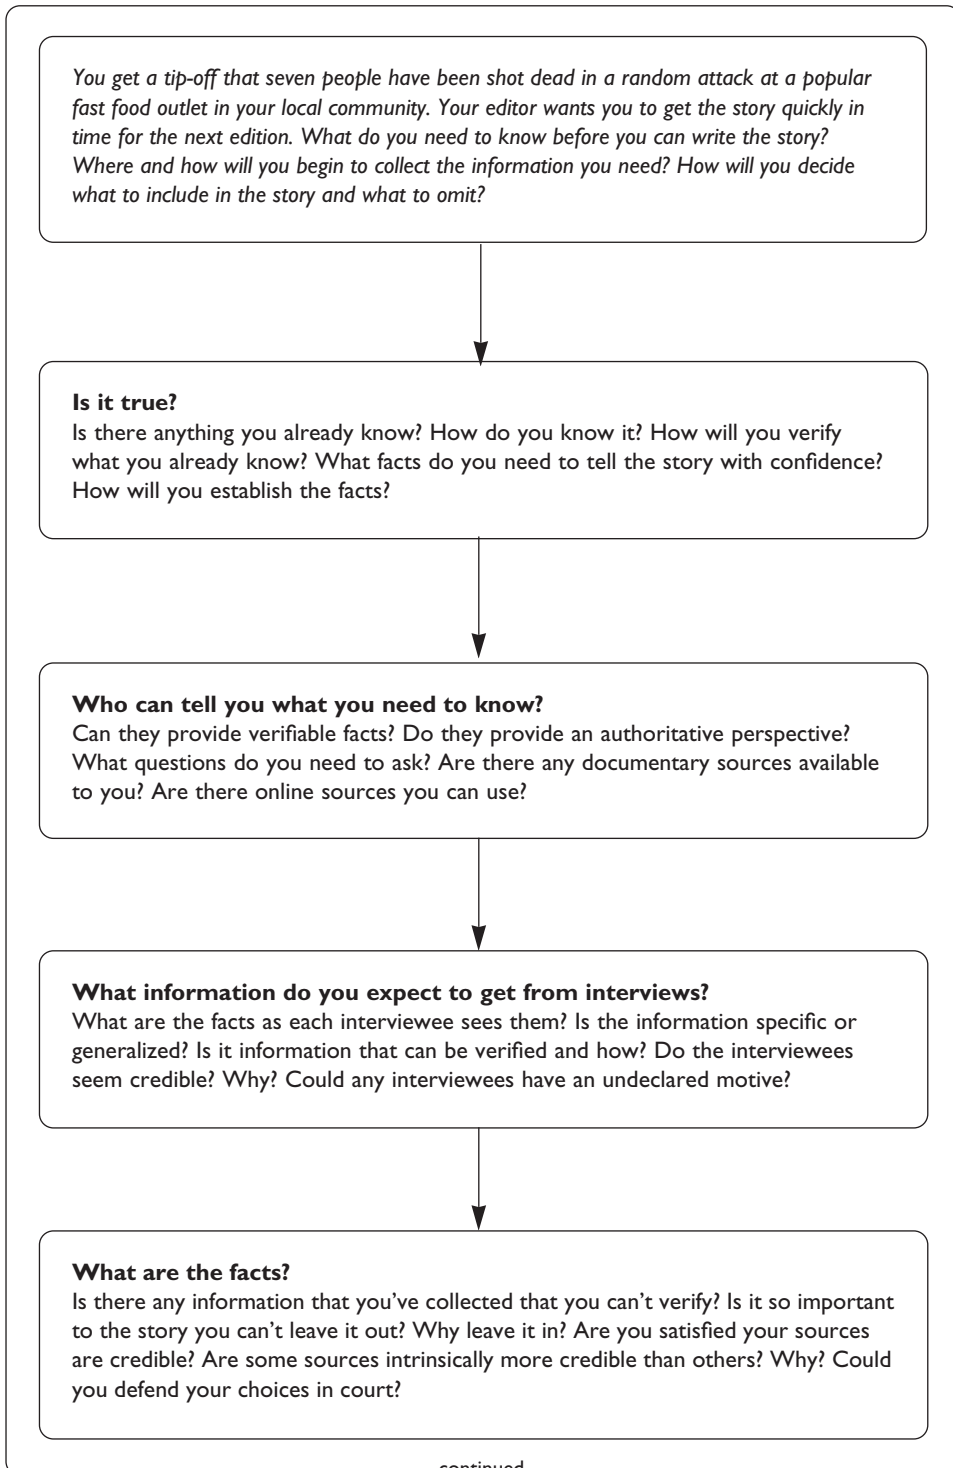 You get a tip-off that seven people have been shot dead in a random attack at a popular
fast food outlet in your local community. Your editor wants you to get the story quickly in
time for the next edition. What do you need to know before you can write the story?
Where and how will you begin to collect the information you need? How will you decide
what to include in the story and what to omit?
Is it true?
Is there anything you already know? How do you know it? How will you verify
what you already know? What facts do you need to tell the story with confidence?
How will you establish the facts?
Who can tell you what you need to know?
Can they provide verifiable facts? Do they provide an authoritative perspective?
What questions do you need to ask? Are there any documentary sources available
to you? Are there online sources you can use?
What information do you expect to get from interviews?
What are the facts as each interviewee sees them? Is the information specific or
generalized? Is it information that can be verified and how? Do the interviewees
seem credible? Why? Could any interviewees have an undeclared motive?
What are the facts?
Is there any information that you've collected that you can't verify? Is it so important
to the story you can't leave it out? Why leave it in? Are you satisfied your sources
are credible? Are some sources intrinsically more credible than others? Why? Could
you defend your choices in court?
continued